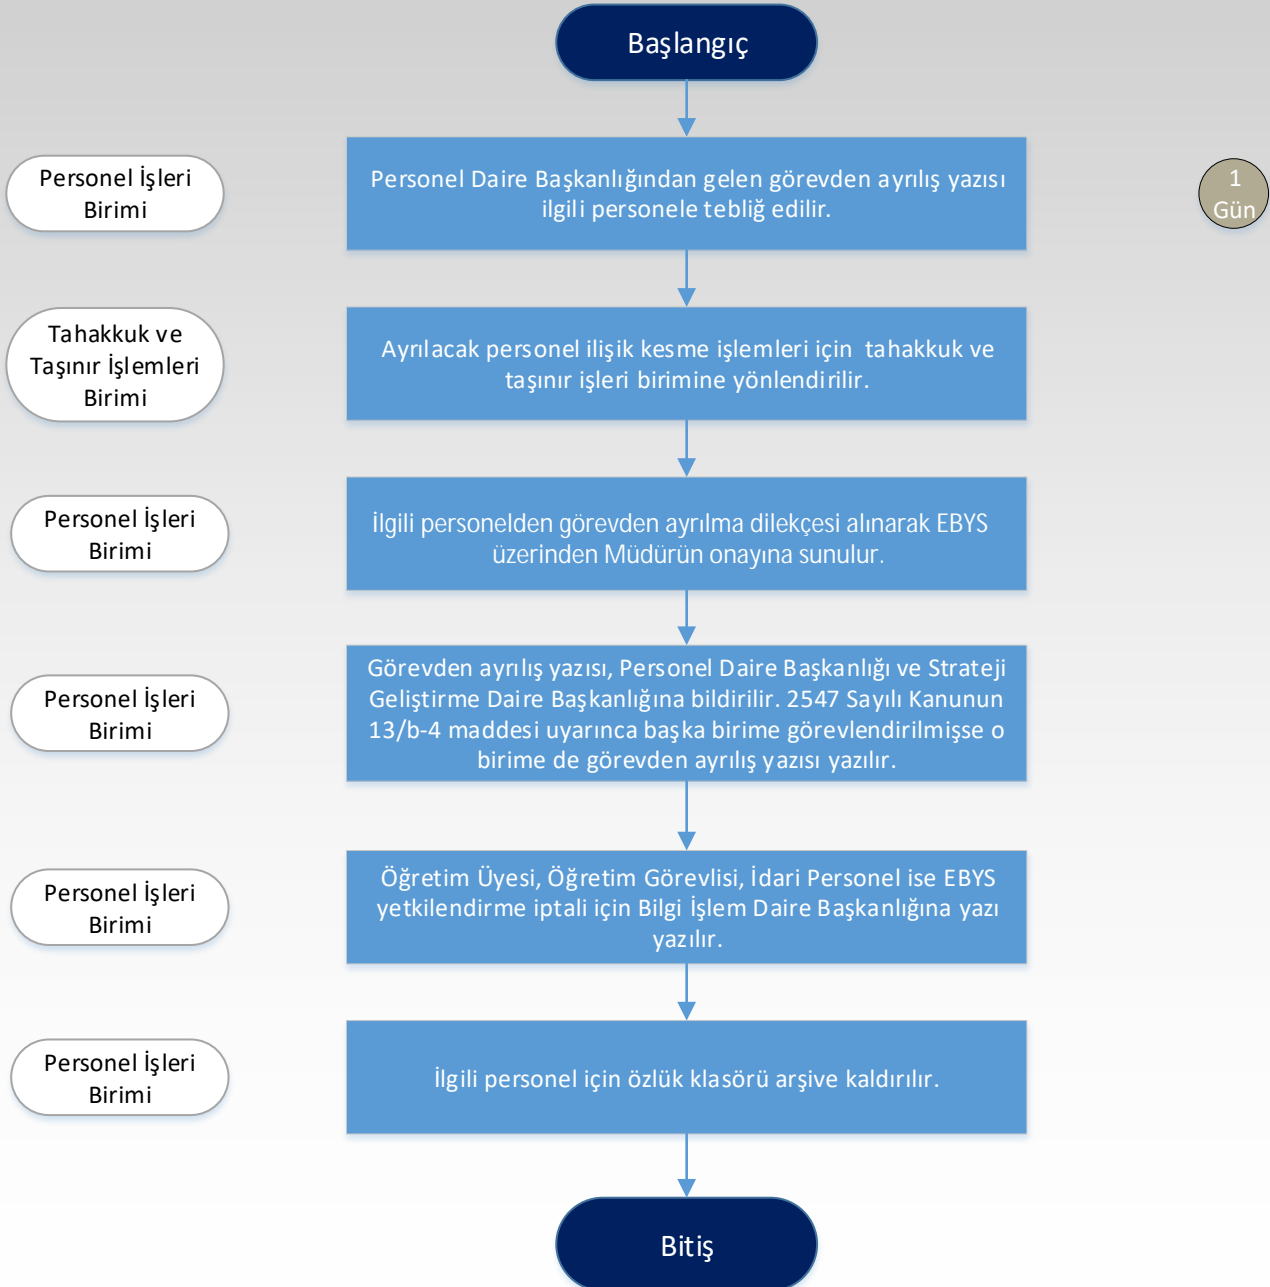 Başlangıç
Personel İşleri
Birimi
Personel Daire Başkanlığından gelen görevden ayrılış yazısı
ilgili personele tebliğ edilir.
1
Gün
Tahakkuk ve
Taşınır İşlemleri
Birimi
Ayrılacak personel ilişik kesme işlemleri için tahakkuk ve
taşınır işleri birimine yönlendirilir.
Personel İşleri
Birimi
İlgili personelden görevden ayrılma dilekçesi alınarak EBYS
üzerinden Müdürün onayına sunulur.
Personel İşleri
Birimi
Görevden ayrılış yazısı, Personel Daire Başkanlığı ve Strateji
Geliştirme Daire Başkanlığına bildirilir. 2547 Sayılı Kanunun
13/b-4 maddesi uyarınca başka birime görevlendirilmişse o
birime de görevden ayrılış yazısı yazılır.
Personel İşleri
Birimi
Öğretim Üyesi, Öğretim Görevlisi, İdari Personel ise EBYS
yetkilendirme iptali için Bilgi İşlem Daire Başkanlığına yazı
yazılır.
Personel İşleri
Birimi
İlgili personel için özlük klasörü arşive kaldırılır.
Bitiş